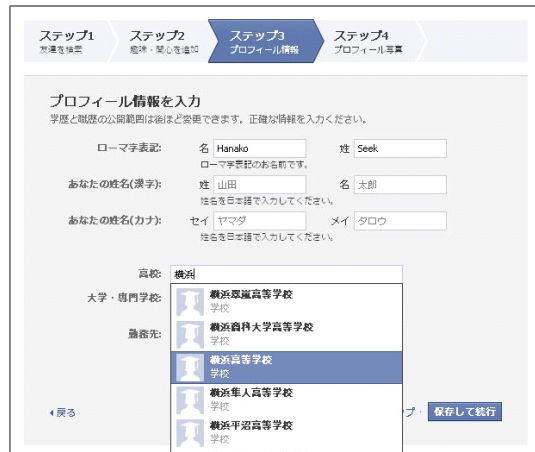 ステップ1 ステップ2 ステップ3 ステップ4
友達を検索 趣味・関心を追加 プロフィール情報 プロフィール写真
プロフィール情報を入力
学歴と職歴の公開範囲は後ほど変更できます。正確な情報を入力ください。
ローマ字表記: 名 Hanako 姓 Seek
ローマ字表記のお名前です。
あなたの姓名(漢字): 姓 山田 名 太郎
姓名を日本語で入力してください。
あなたの姓名(カナ): セイ ヤマダ メイ タロウ
姓名を日本語で入力してください。
高校: 横浜
大学・専門学校: 横浜翠嵐高等学校
学校
勤務先: 横浜商科大学高等学校
学校
横浜高等学校
学校
横浜隼人高等学校
学校
戻る プ · 保存して続行
横浜平沼高等学校
学校